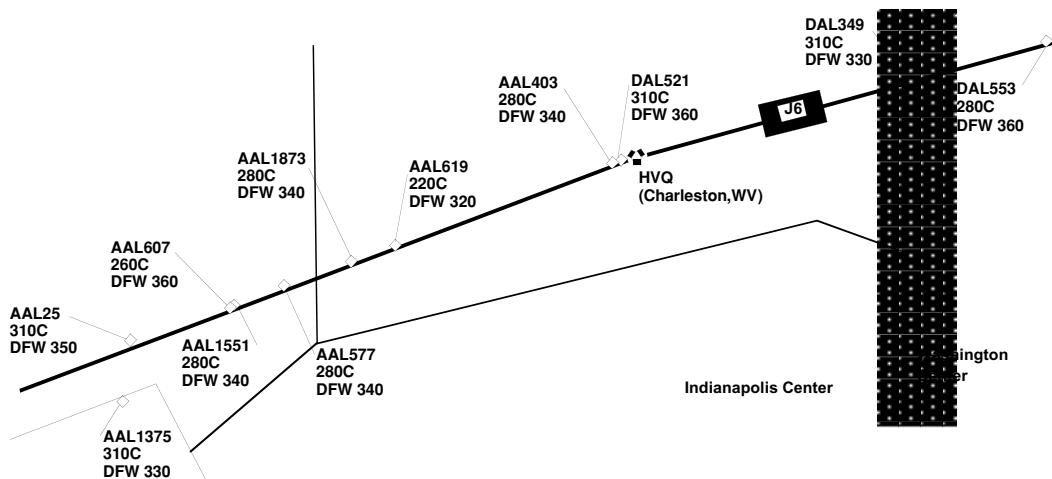 DAL349
310C
DFW 330
AAL403
280C
DFW 340
DAL521
310C
DFW 360
DAL553
280C
DFW 360
J6
AAL1873
280C
DFW 340
AAL619
220C
DFW 320
HVQ
(Charleston,WV)
AAL607
260C
DFW 360
AAL25
310C
DFW 350
AAL1551
280C
DFW 340
AAL577
280C
DFW 340
Indianapolis Center
AAL1375
310C
DFW 330